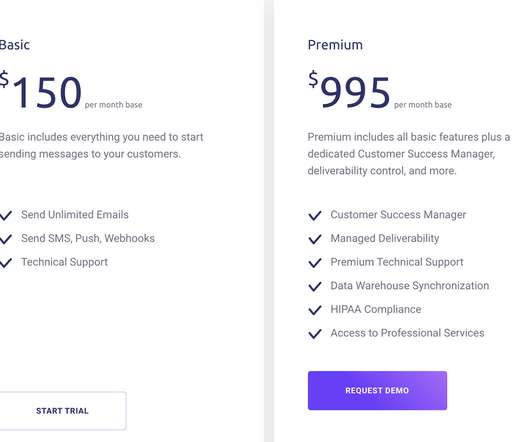 Basic
$150 per month base
Basic includes everything you need to start
sending messages to your customers.
Send Unlimited Emails
Send SMS, Push, Webhooks
Technical Support
START TRIAL
Premium
$995 per month base
Premium includes all basic features plus a
dedicated Customer Success Manager,
deliverability control, and more.
Customer Success Manager
Managed Deliverability
Premium Technical Support
Data Warehouse Synchronization
HIPAA Compliance
Access to Professional Services
REQUEST DEMO